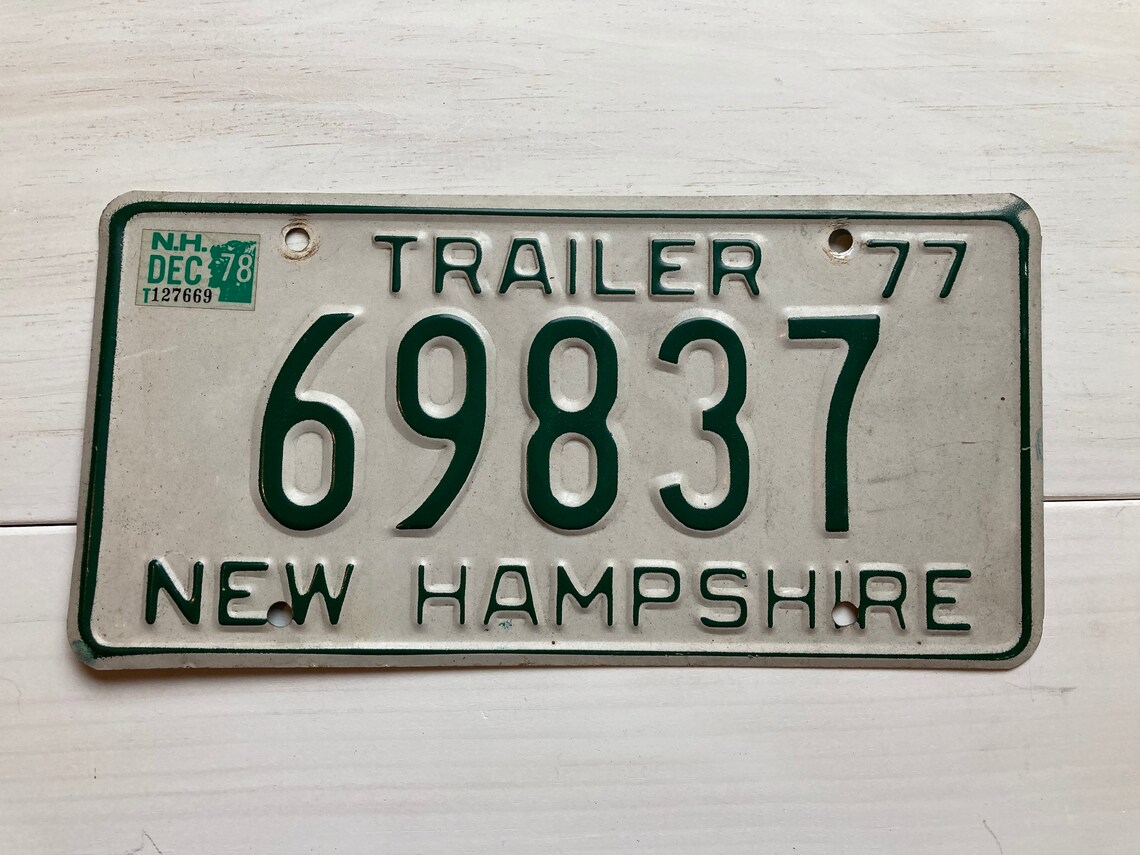 N.H.
DEC 78
T127669
TRAILER 77
69837
NEW HAMPSHIRE